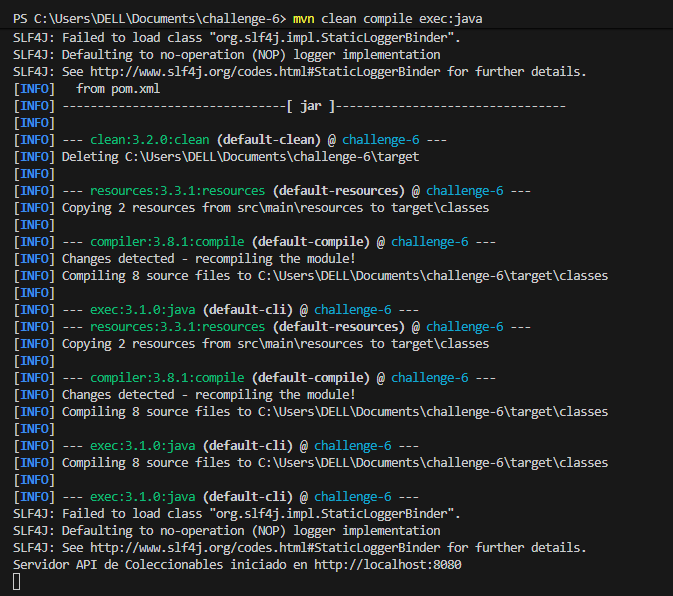 PS C:\Users\DELL\Documents\challenge-6> mvn clean compile exec:java
SLF4J: Failed to load class "org.slf4j.impl.StaticLoggerBinder".
SLF4J: Defaulting to no-operation (NOP) logger implementation
SLF4J: See http://www.slf4j.org/codes.html#StaticLoggerBinder for further details.
[INFO]   from pom.xml
[INFO] --------------------------------[ jar ]---------------------------------
[INFO]
[INFO] --- clean:3.2.0:clean (default-clean) @ challenge-6 ---
[INFO] Deleting C:\Users\DELL\Documents\challenge-6\target
[INFO]
[INFO] --- resources:3.3.1:resources (default-resources) @ challenge-6 ---
[INFO] Copying 2 resources from src\main\resources to target\classes
[INFO]
[INFO] --- compiler:3.8.1:compile (default-compile) @ challenge-6 ---
[INFO] Changes detected - recompiling the module!
[INFO] Compiling 8 source files to C:\Users\DELL\Documents\challenge-6\target\classes
[INFO]
[INFO] --- exec:3.1.0:java (default-cli) @ challenge-6 ---
[INFO] --- resources:3.3.1:resources (default-resources) @ challenge-6 ---
[INFO] Copying 2 resources from src\main\resources to target\classes
[INFO]
[INFO] --- compiler:3.8.1:compile (default-compile) @ challenge-6 ---
[INFO] Changes detected - recompiling the module!
[INFO] Compiling 8 source files to C:\Users\DELL\Documents\challenge-6\target\classes
[INFO]
[INFO] --- exec:3.1.0:java (default-cli) @ challenge-6 ---
[INFO] Compiling 8 source files to C:\Users\DELL\Documents\challenge-6\target\classes
[INFO]
[INFO] --- exec:3.1.0:java (default-cli) @ challenge-6 ---
SLF4J: Failed to load class "org.slf4j.impl.StaticLoggerBinder".
SLF4J: Defaulting to no-operation (NOP) logger implementation
SLF4J: See http://www.slf4j.org/codes.html#StaticLoggerBinder for further details.
Servidor API de Coleccionables iniciado en http://localhost:8080